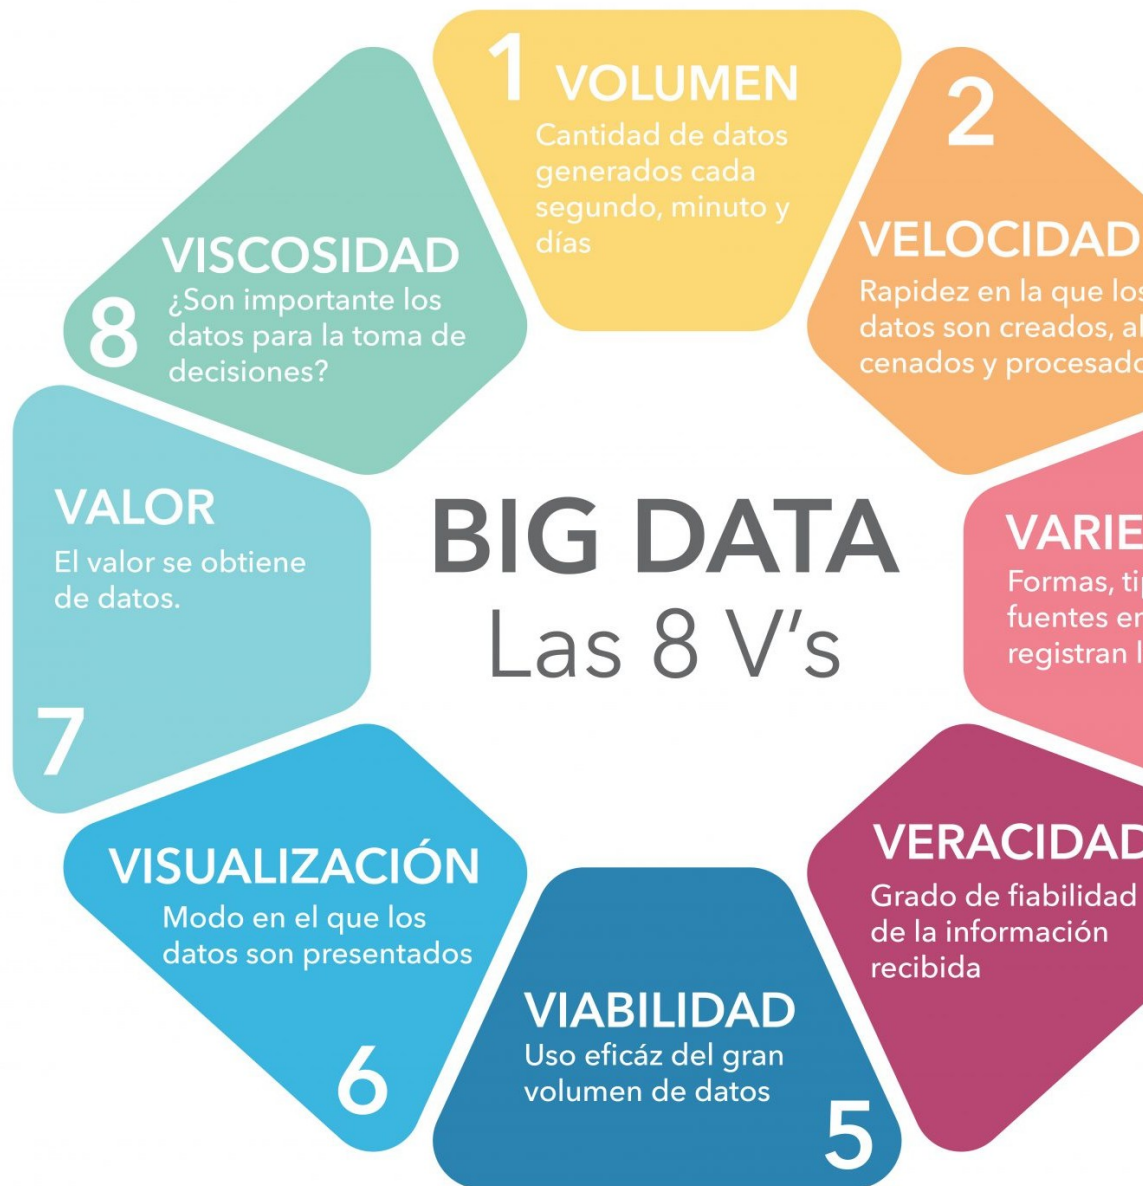 1 VOLUMEN
Cantidad de datos
generados cada
segundo, minuto y
días
2
VELOCIDAD
Rapidez en la que los
datos son creados, al
cenados y procesado
VARIE
Formas, tip
fuentes en
registran l
VERACIDAD
Grado de fiabilidad
de la información
recibida
VIABILIDAD
Uso eficáz del gran
volumen de datos
5
VISUALIZACIÓN
Modo en el que los
datos son presentados
6
VALOR
El valor se obtiene
de datos.
7
VISCOSIDAD
8
¿Son importante los
datos para la toma de
decisiones?
BIG DATA
Las 8 V's